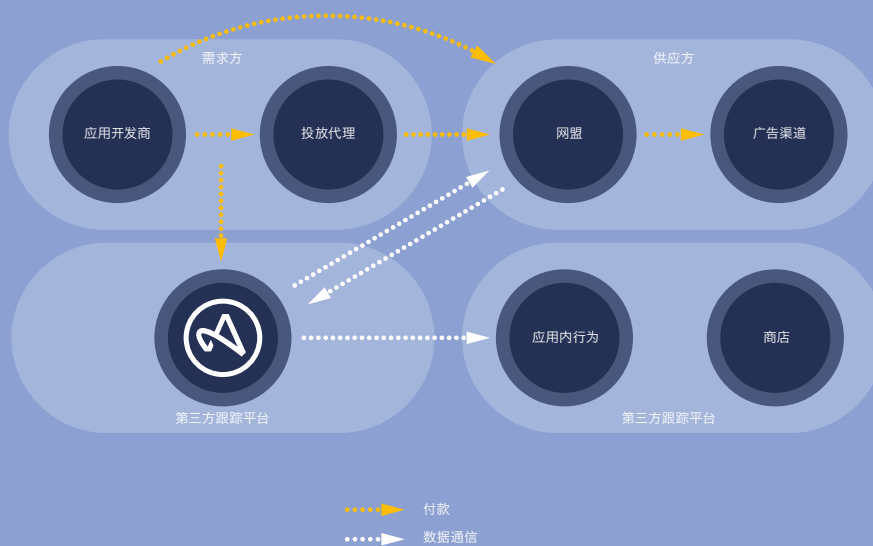 需求方
供应方
应用开发商
投放代理
网盟
广告渠道
应用内行为
商店
第三方跟踪平台
第三方跟踪平台
付款
数据通信